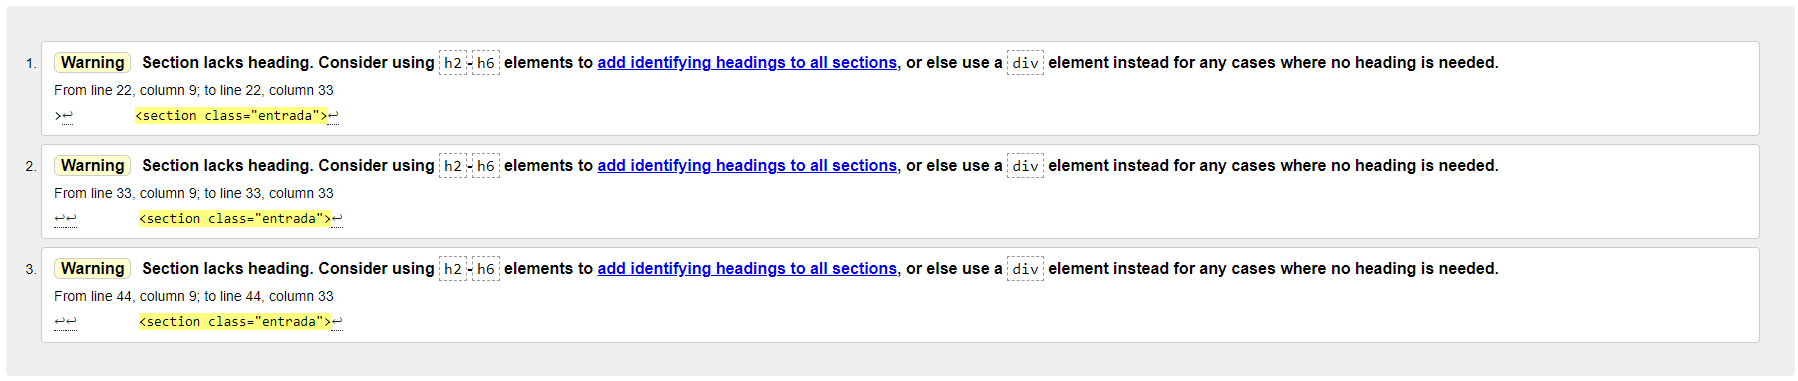 1. Warning Section lacks heading. Consider using h2-h6 elements to add identifying headings to all sections, or else use a div element instead for any cases where no heading is needed.
From line 22, column 9; to line 22, column 33
>↩ <section class="entrada">↩
2. Warning Section lacks heading. Consider using h2-h6 elements to add identifying headings to all sections, or else use a div element instead for any cases where no heading is needed.
From line 33, column 9; to line 33, column 33
↩↩ <section class="entrada">↩
3. Warning Section lacks heading. Consider using h2-h6 elements to add identifying headings to all sections, or else use a div element instead for any cases where no heading is needed.
From line 44, column 9; to line 44, column 33
↩↩ <section class="entrada">↩